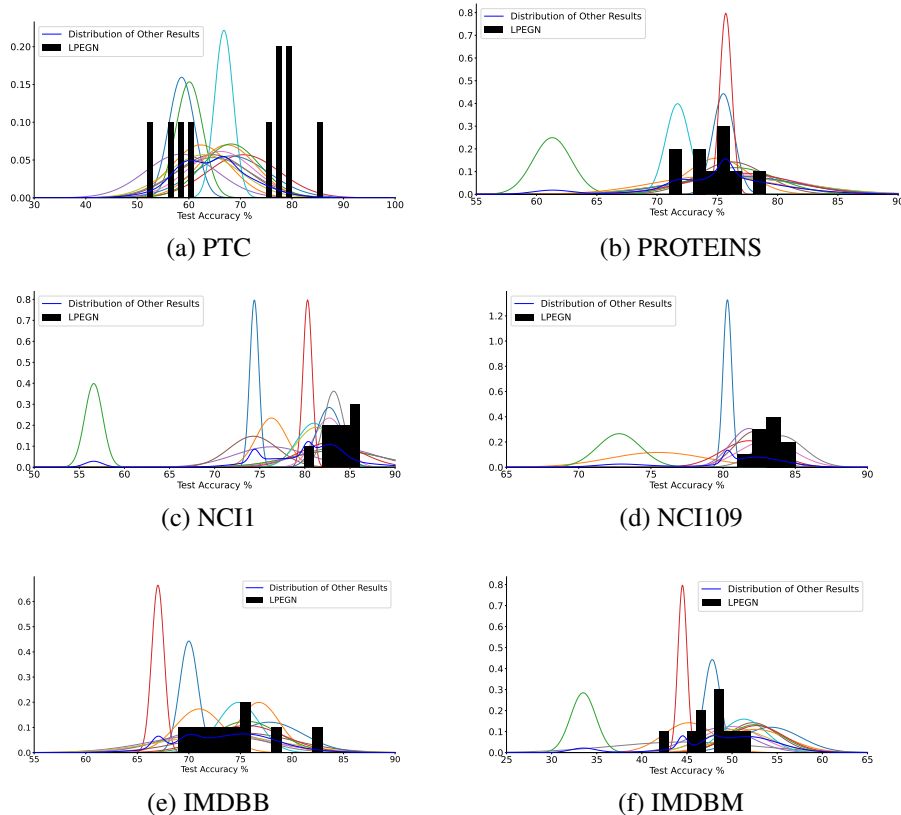 Distribution of Other Results
LPEGN
0.20
0.15
0.10
0.05
0.00
30 40 50 60 70 80 90 100
Test Accuracy %
(a) PTC
0.8
Distribution of Other Results
LPEGN
0.6
0.4
0.2
0.0
55 60 65 70 75 80 85 90
Test Accuracy %
(b) PROTEINS
Distribution of Other Results
LPEGN
0.8
0.7
0.6
0.5
0.4
0.3
0.2
0.1
0.0
50 55 60 65 70 75 80 85 90
Test Accuracy %
(c) NCI1
Distribution of Other Results
LPEGN
1.2
1.0
0.8
0.6
0.4
0.2
0.0
65 70 75 80 85 90
Test Accuracy %
(d) NCI109
Distribution of Other Results
LPEGN
0.6
0.5
0.4
0.3
0.2
0.1
0.0
55 60 65 70 75 80 85 90
Test Accuracy %
(e) IMDBB
0.8
Distribution of Other Results
LPEGN
0.7
0.6
0.5
0.4
0.3
0.2
0.1
0.0
25 30 35 40 45 50 55 60 65
Test Accuracy %
(f) IMDBM